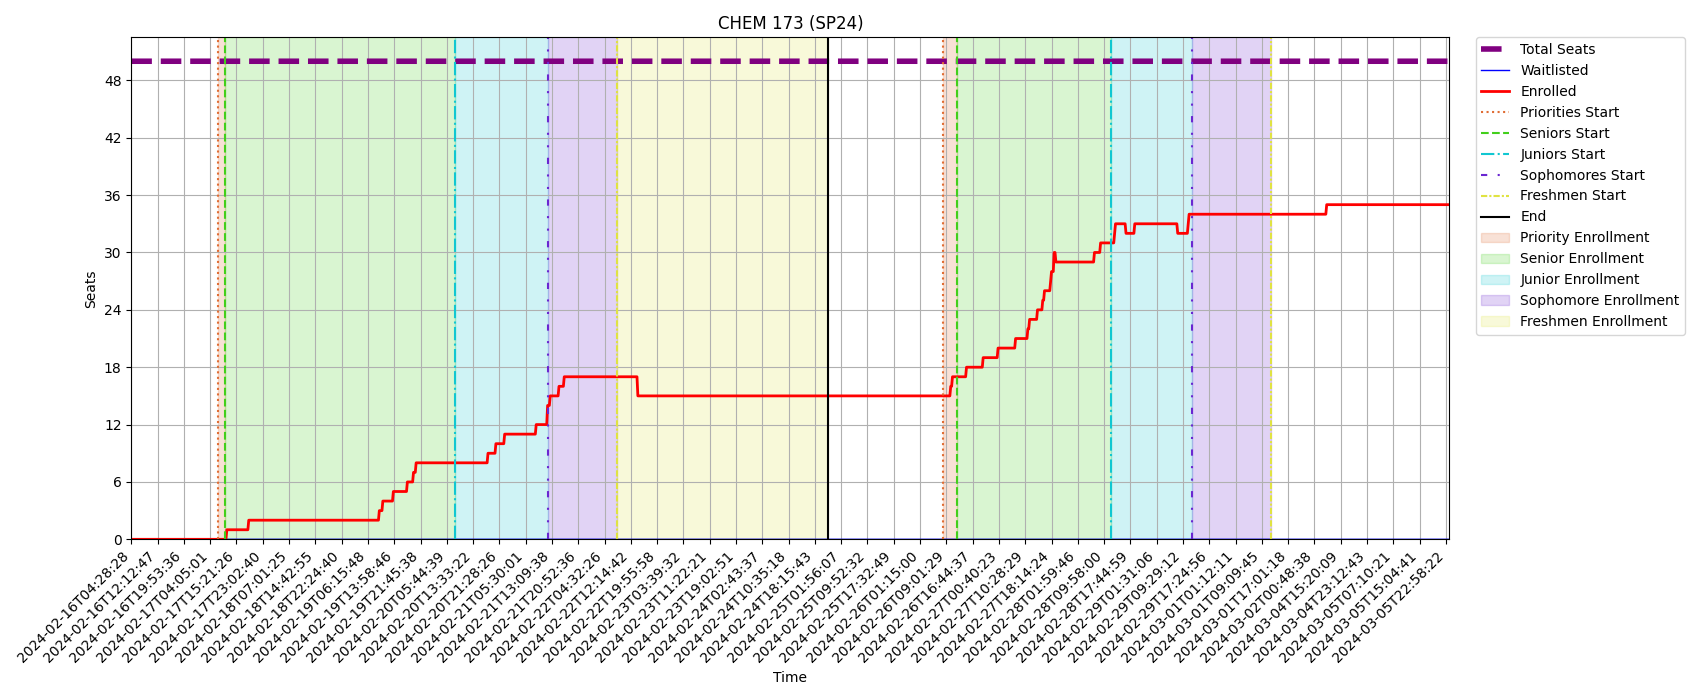 CHEM 173 (SP24)
Seats
48
42
36
30
24
18
12
6
0
2024-02-16T04:28:28
2024-02-16T12:12:47
2024-02-16T19:53:36
2024-02-17T04:05:01
2024-02-17T15:21:26
2024-02-17T23:02:40
2024-02-18T07:01:25
2024-02-18T14:42:55
2024-02-18T22:24:40
2024-02-19T06:15:48
2024-02-19T13:58:46
2024-02-19T21:45:38
2024-02-20T05:44:39
2024-02-20T13:33:22
2024-02-20T21:28:26
2024-02-21T05:30:01
2024-02-21T13:09:38
2024-02-21T20:52:36
2024-02-22T04:32:26
2024-02-22T12:14:42
2024-02-22T19:55:58
2024-02-23T03:39:32
2024-02-23T11:22:21
2024-02-23T19:02:51
2024-02-24T02:43:37
2024-02-24T10:35:18
2024-02-24T18:15:43
2024-02-25T01:56:07
2024-02-25T09:52:32
2024-02-25T17:32:49
2024-02-26T01:15:00
2024-02-26T09:01:29
2024-02-26T16:44:37
2024-02-27T00:40:23
2024-02-27T10:28:29
2024-02-27T18:14:24
2024-02-28T01:59:46
2024-02-28T09:58:00
2024-02-28T17:44:59
2024-02-29T01:31:06
2024-02-29T09:29:12
2024-02-29T17:24:56
2024-03-01T01:12:11
2024-03-01T09:09:45
2024-03-01T17:01:18
2024-03-02T00:48:38
2024-03-04T15:20:09
2024-03-04T23:12:43
2024-03-05T07:10:21
2024-03-05T15:04:41
2024-03-05T22:58:22
Time
Total Seats
Waitlisted
Enrolled
Priorities Start
Seniors Start
Juniors Start
Sophomores Start
Freshmen Start
End
Priority Enrollment
Senior Enrollment
Junior Enrollment
Sophomore Enrollment
Freshmen Enrollment